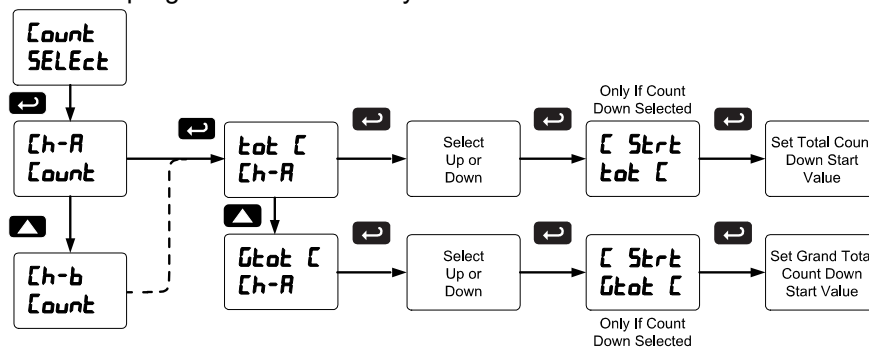 Count
SELEct
Ch-A
Count
Ch-b
Count
tot C
Ch-A
Gtot C
Ch-A
Select
Up or
Down
Select
Up or
Down
Only If Count
Down Selected
C Strt
tot C
C Strt
Gtot C
Only If Count
Down Selected
Set Total Coun
Down Start
Value
Set Grand Tota
Count Down
Start Value